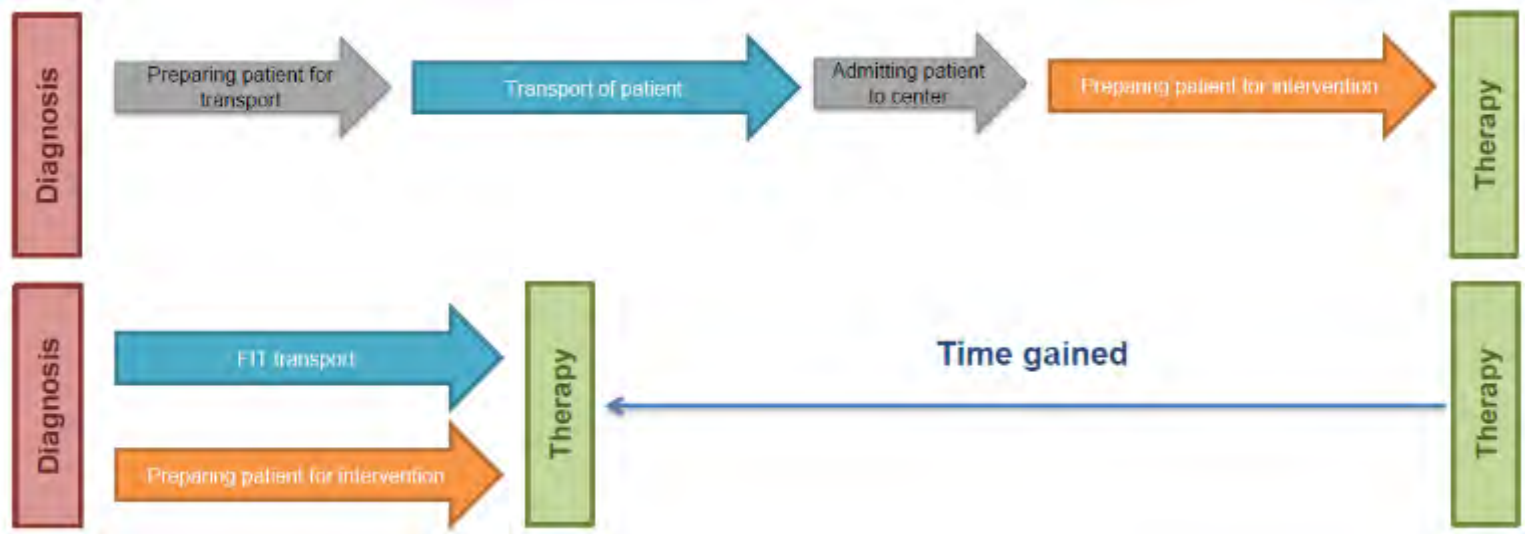 Diagnosis
Preparing patient for
transport
Transport of patient
Admitting patient
to center
Preparing patient for intervention
Therapy
Diagnosis
FIT transport
Preparing patient for intervention
Therapy
Time gained
Therapy